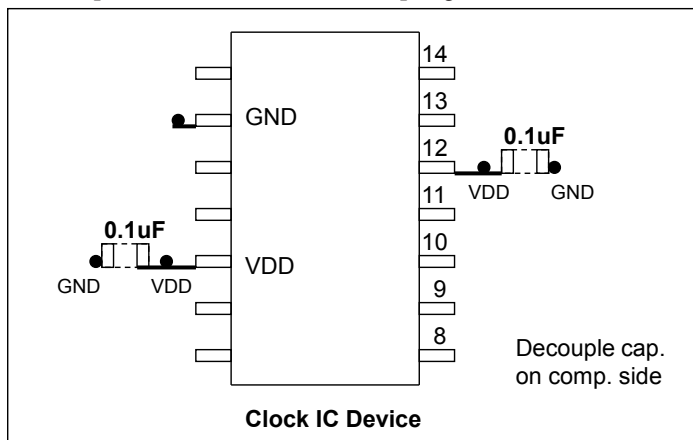 14
13
GND
12
0.1uF
VDD
GND
11
0.1uF
10
VDD
GND
VDD
9
8
Decouple cap.
on comp. side
Clock IC Device